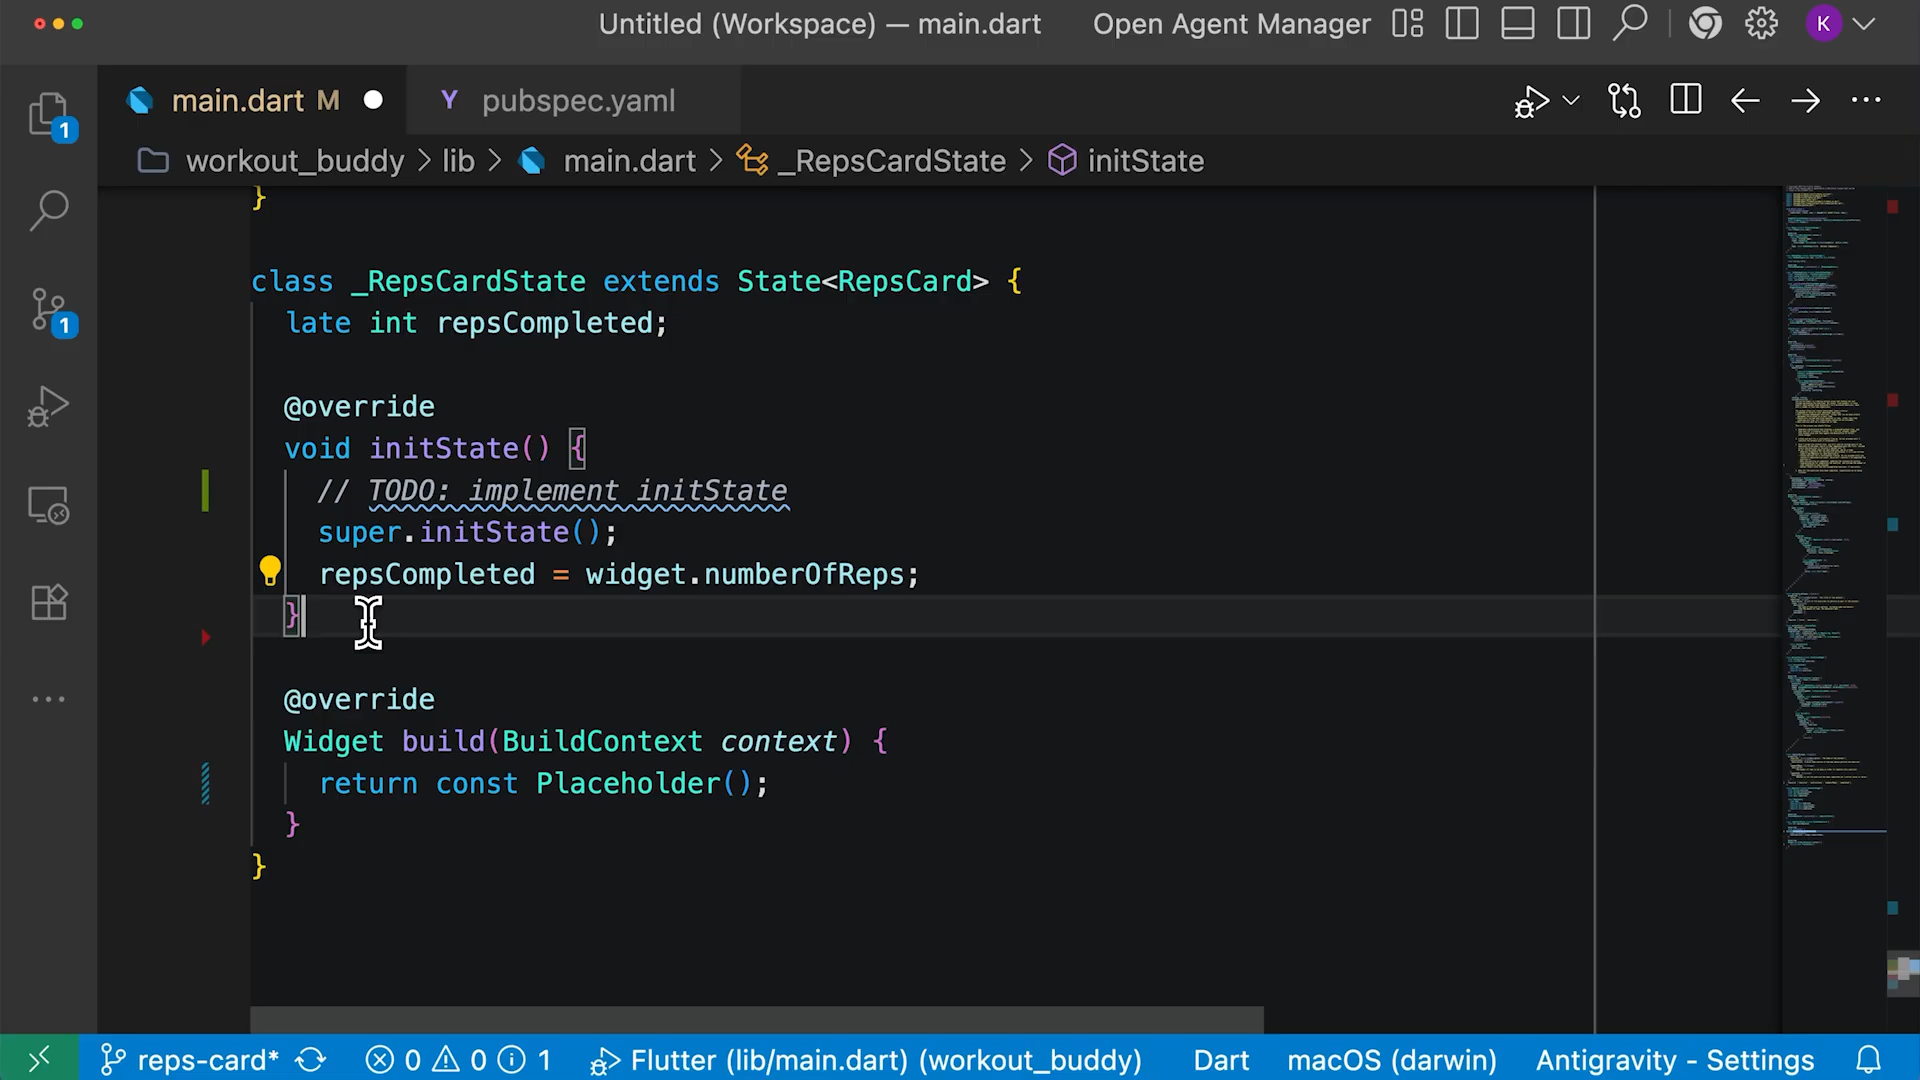 Untitled (Workspace) — main.dart
Open Agent Manager
K
main.dart M
Y pubspec.yaml
workout_buddy > lib > main.dart > _RepsCardState > initState
1
1
}
class _RepsCardState extends State<RepsCard> {
late int repsCompleted;
@override
void initState() {
// TODO: implement initState
super.initState();
repsCompleted = widget.numberOfReps;
}
@override
Widget build(BuildContext context) {
return const Placeholder();
}
}
reps-card* 0 0 1 Flutter (lib/main.dart) (workout_buddy) Dart macOS (darwin) Antigravity - Settings